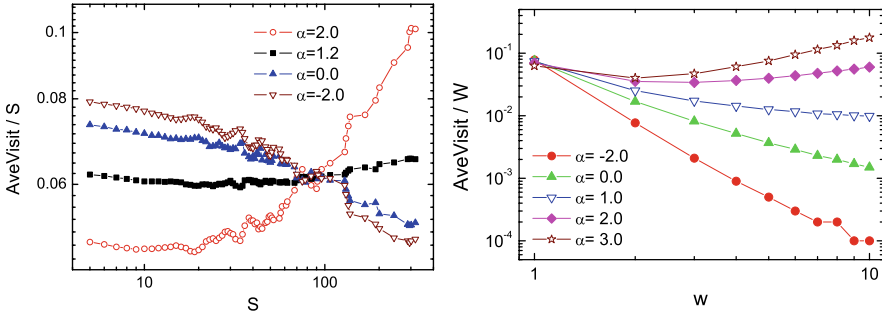 0.1
0.08
0.06
AveVisit / S
α=2.0
α=1.2
α=0.0
α=-2.0
10
100
S
10⁻¹
10⁻²
10⁻³
10⁻⁴
AveVisit / W
α= -2.0
α= 0.0
α= 1.0
α= 2.0
α= 3.0
1
10
w